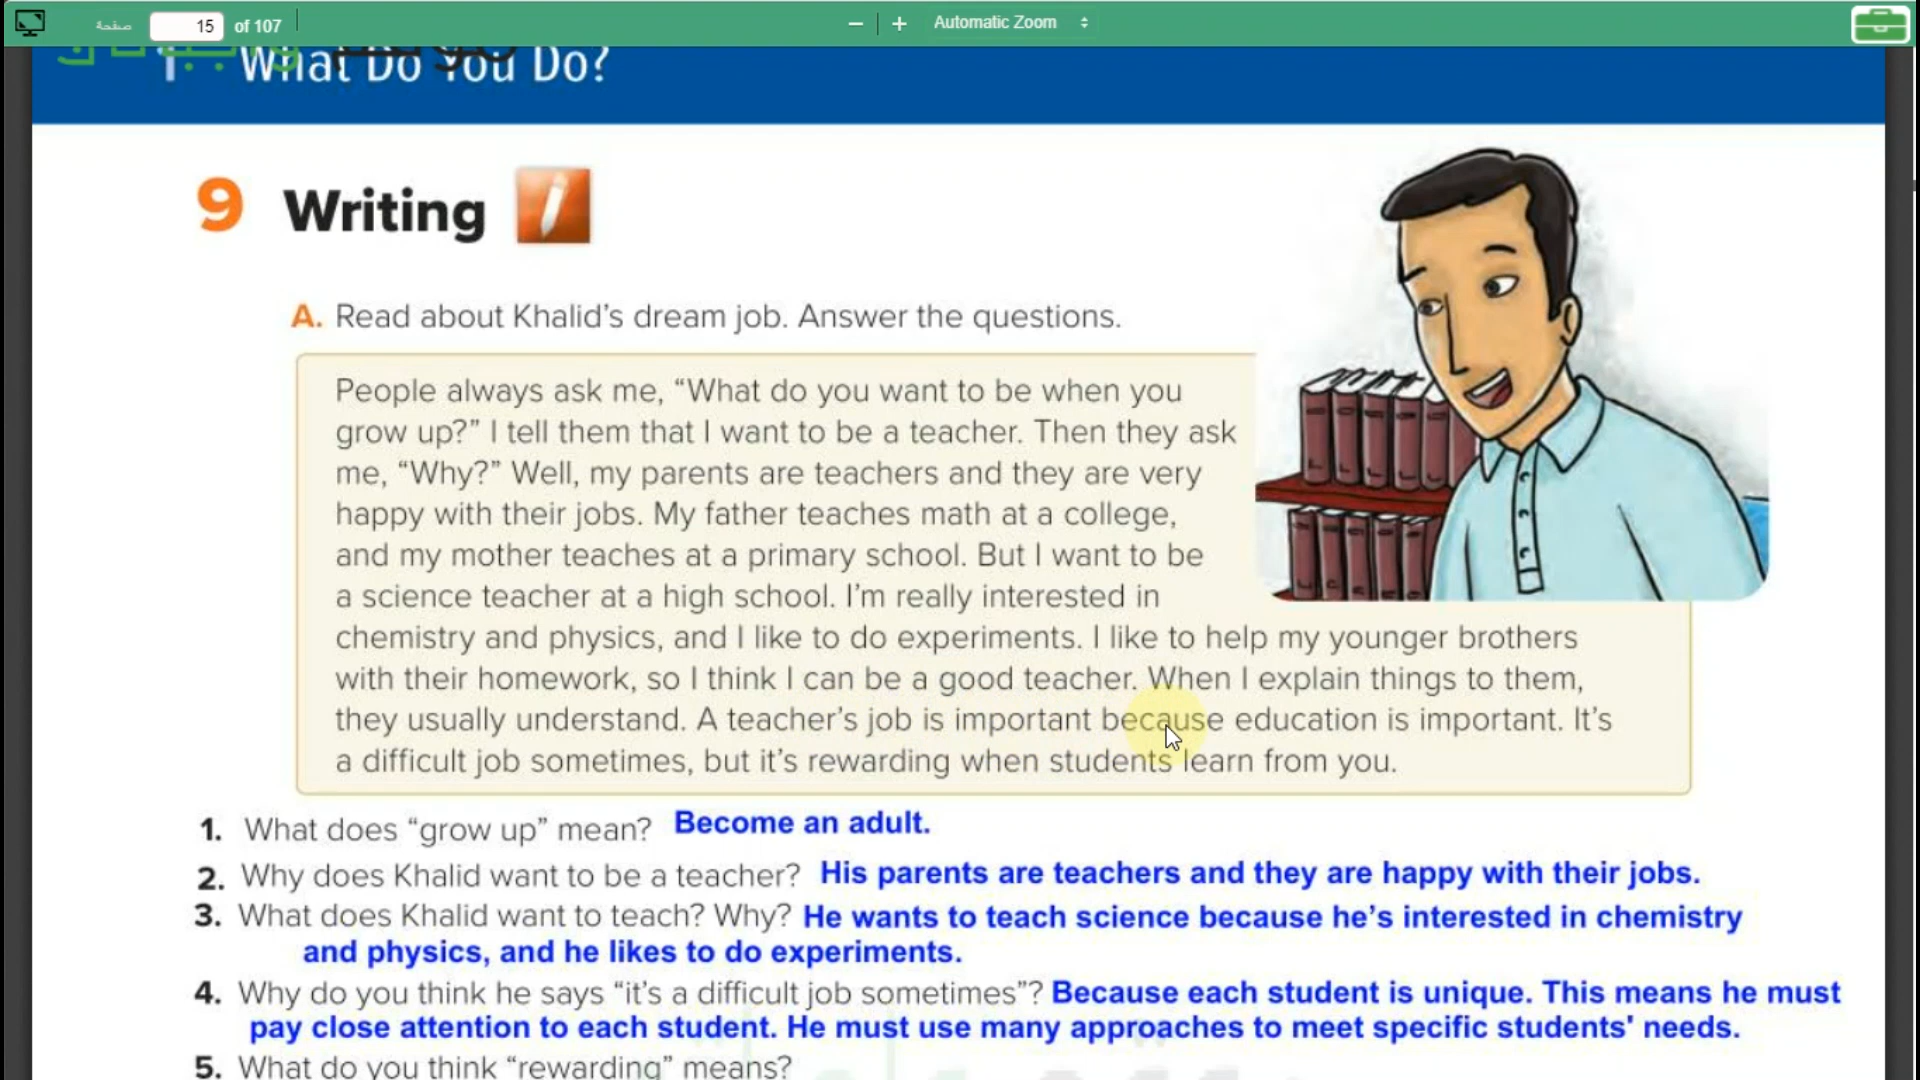 صفحة 15 of 107 − + Automatic Zoom
1 What Do You Do?
9 Writing
A. Read about Khalid’s dream job. Answer the questions.
People always ask me, “What do you want to be when you
grow up?” I tell them that I want to be a teacher. Then they ask
me, “Why?” Well, my parents are teachers and they are very
happy with their jobs. My father teaches math at a college,
and my mother teaches at a primary school. But I want to be
a science teacher at a high school. I’m really interested in
chemistry and physics, and I like to do experiments. I like to help my younger brothers
with their homework, so I think I can be a good teacher. When I explain things to them,
they usually understand. A teacher’s job is important because education is important. It’s
a difficult job sometimes, but it’s rewarding when students learn from you.
1. What does “grow up” mean? Become an adult.
2. Why does Khalid want to be a teacher? His parents are teachers and they are happy with their jobs.
3. What does Khalid want to teach? Why? He wants to teach science because he’s interested in chemistry
and physics, and he likes to do experiments.
4. Why do you think he says “it’s a difficult job sometimes”? Because each student is unique. This means he must
pay close attention to each student. He must use many approaches to meet specific students' needs.
5. What do you think “rewarding” means?